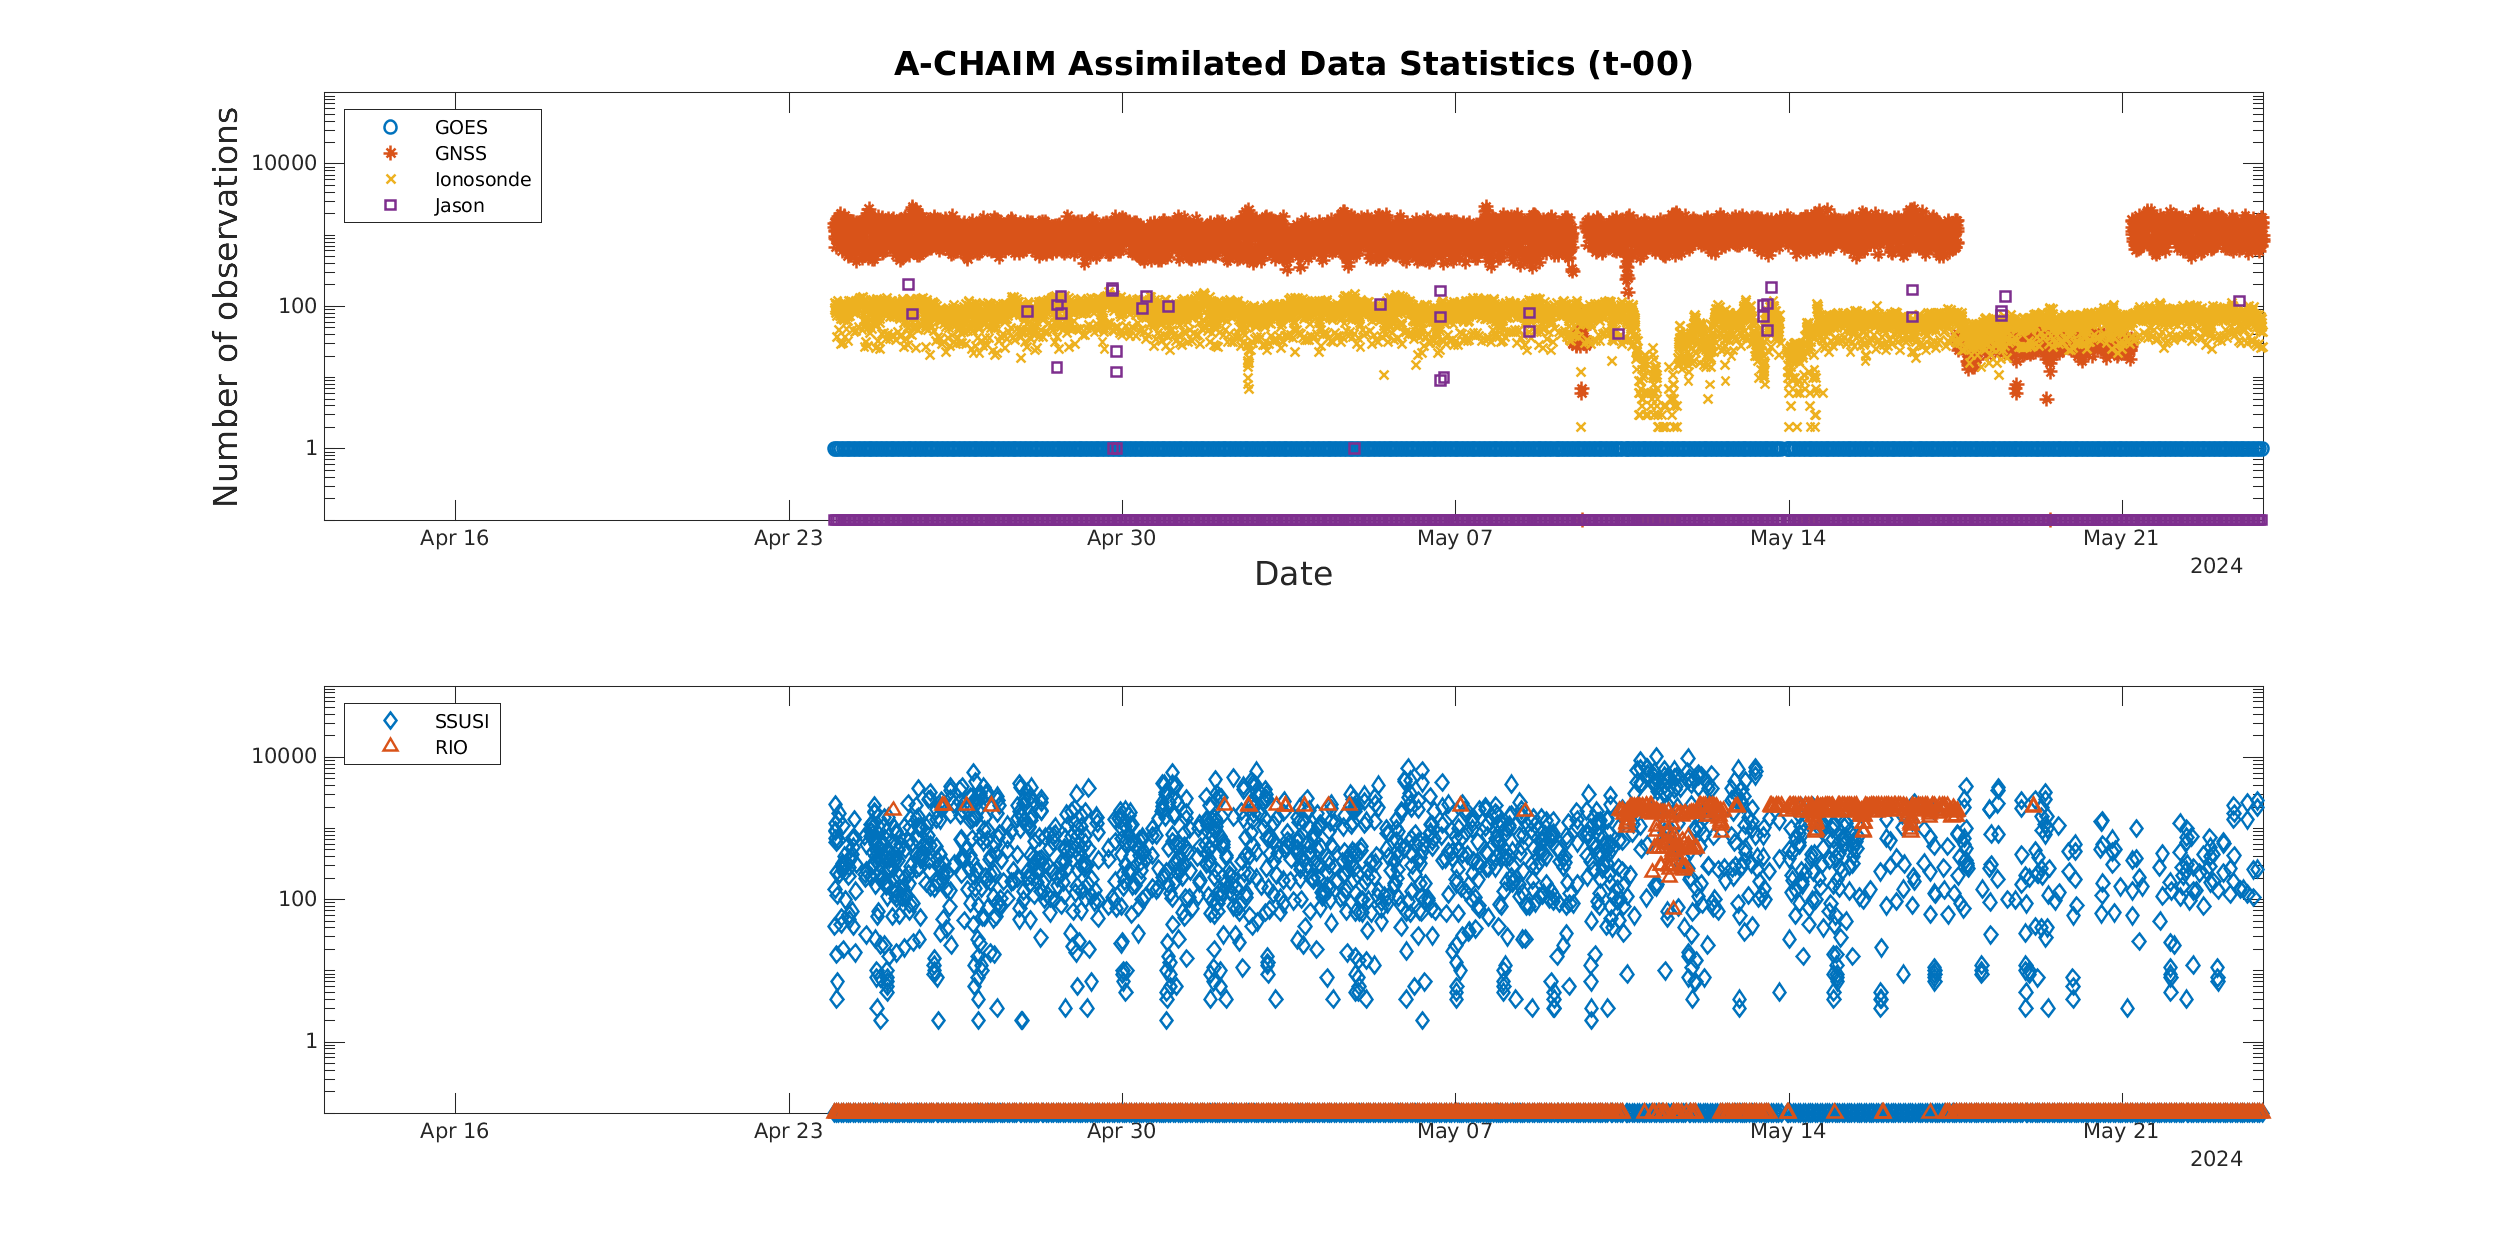 A-CHAIM Assimilated Data Statistics (t-00)
Number of observations
10000
100
1
GOES
GNSS
Ionosonde
Jason
Apr 16
Apr 23
Apr 30
May 07
May 14
May 21
2024
Date
10000
100
1
SSUSI
RIO
Apr 16
Apr 23
Apr 30
May 07
May 14
May 21
2024